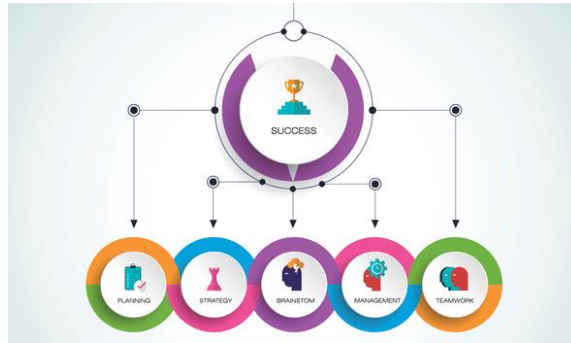 SUCCESS
PLANNING
STRATEGY
BRAINSTOM
MANAGEMENT
TEAMWORK